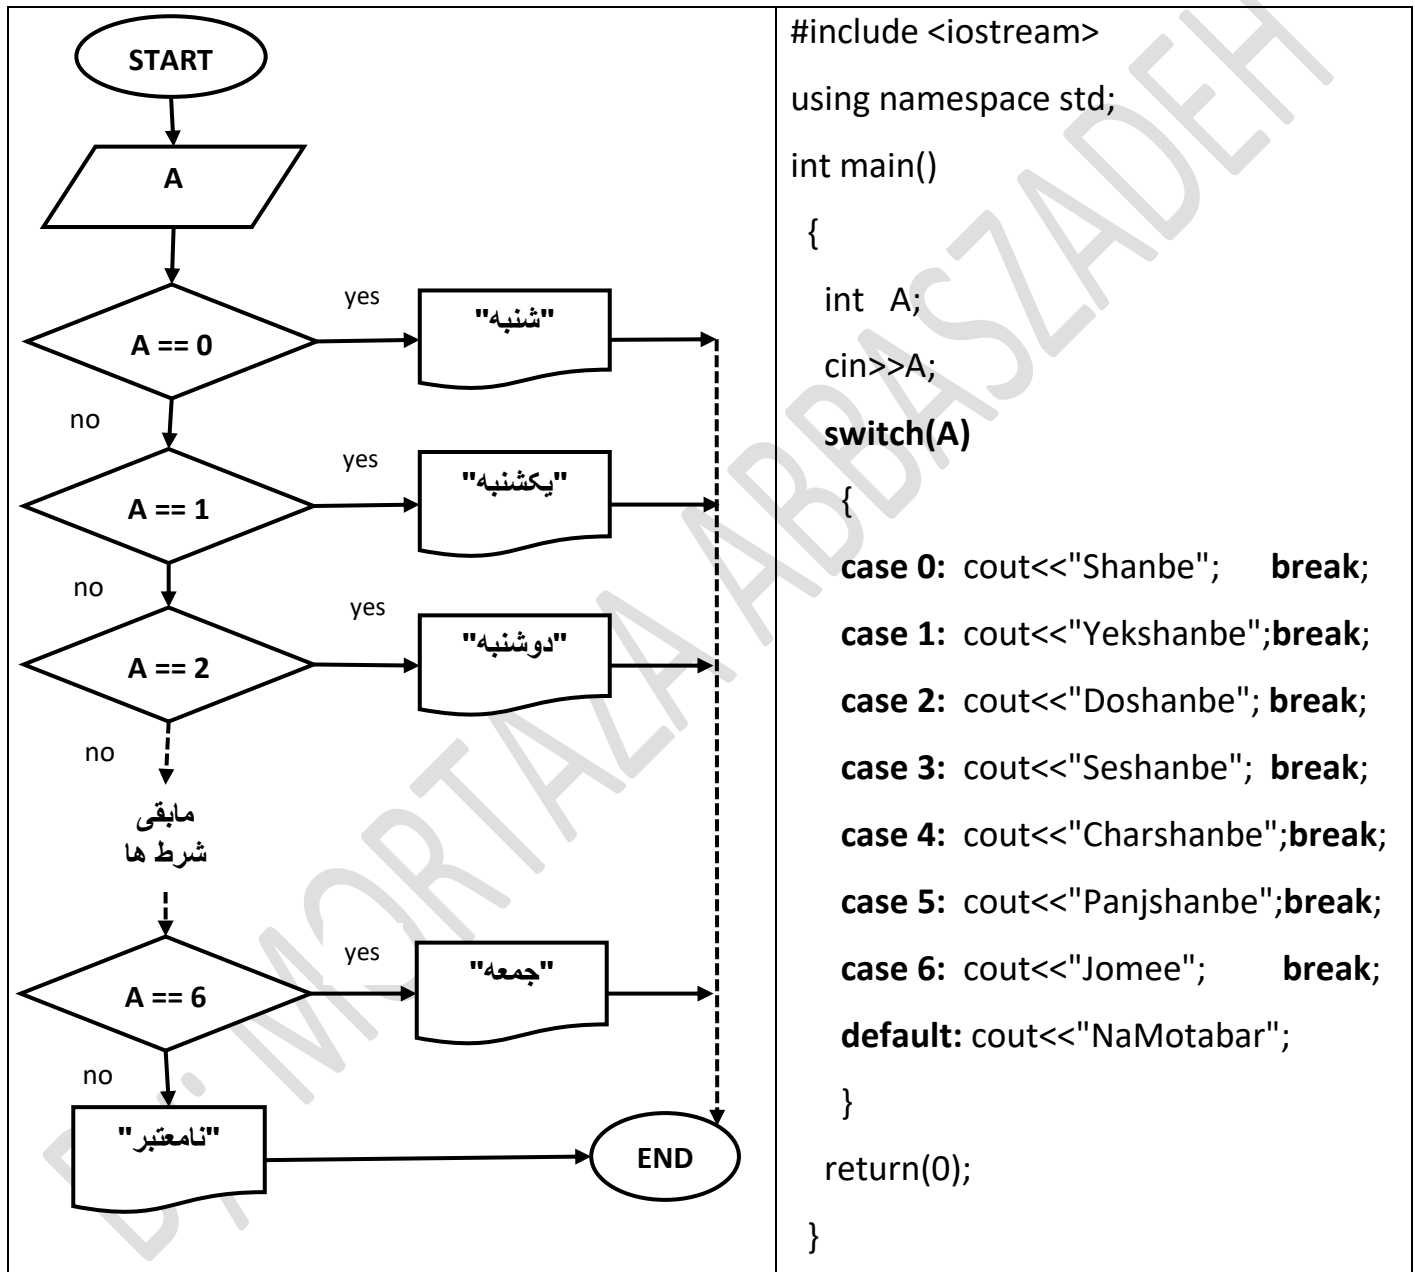 START
A
A == 0
yes
"شنبه"
no
A == 1
yes
"یکشنبه"
no
A == 2
yes
"دوشنبه"
no
مابقی
شرط ها
A == 6
yes
"جمعه"
no
"نامعتبر"
END
#include <iostream>
using namespace std;
int main()
{
int A;
cin>>A;
switch(A)
{
case 0: cout<<"Shanbe"; break;
case 1: cout<<"Yekshanbe";break;
case 2: cout<<"Doshanbe"; break;
case 3: cout<<"Seshanbe"; break;
case 4: cout<<"Charshanbe";break;
case 5: cout<<"Panjshanbe";break;
case 6: cout<<"Jomee"; break;
default: cout<<"NaMotabar";
}
return(0);
}
BY: MORTAZA ABBASZADEH